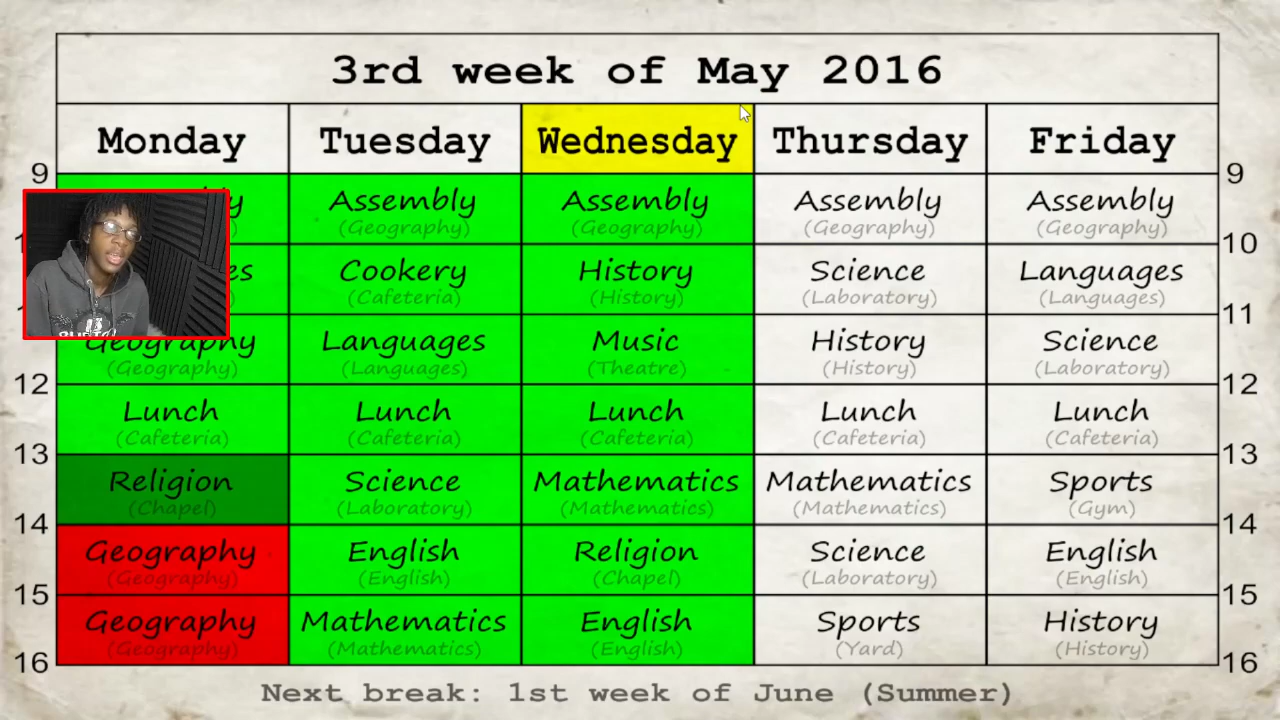 3rd week of May 2016
Monday Tuesday Wednesday Thursday Friday
9 9
Assembly Assembly Assembly Assembly
(Geography) (Geography) (Geography) (Geography)
10
Cookery History Science Languages
(Cafeteria) (History) (Laboratory) (Languages)
11
Geography Languages Music History Science
(Geography) (Languages) (Theatre) (History) (Laboratory)
12 12
Lunch Lunch Lunch Lunch Lunch
(Cafeteria) (Cafeteria) (Cafeteria) (Cafeteria) (Cafeteria)
13 13
Religion Science Mathematics Mathematics Sports
(Chapel) (Laboratory) (Mathematics) (Mathematics) (Gym)
14 14
Geography English Religion Science English
(Geography) (English) (Chapel) (Laboratory) (English)
15 15
Geography Mathematics English Sports History
(Geography) (Mathematics) (English) (Yard) (History)
16 16
Next break: 1st week of June (Summer)